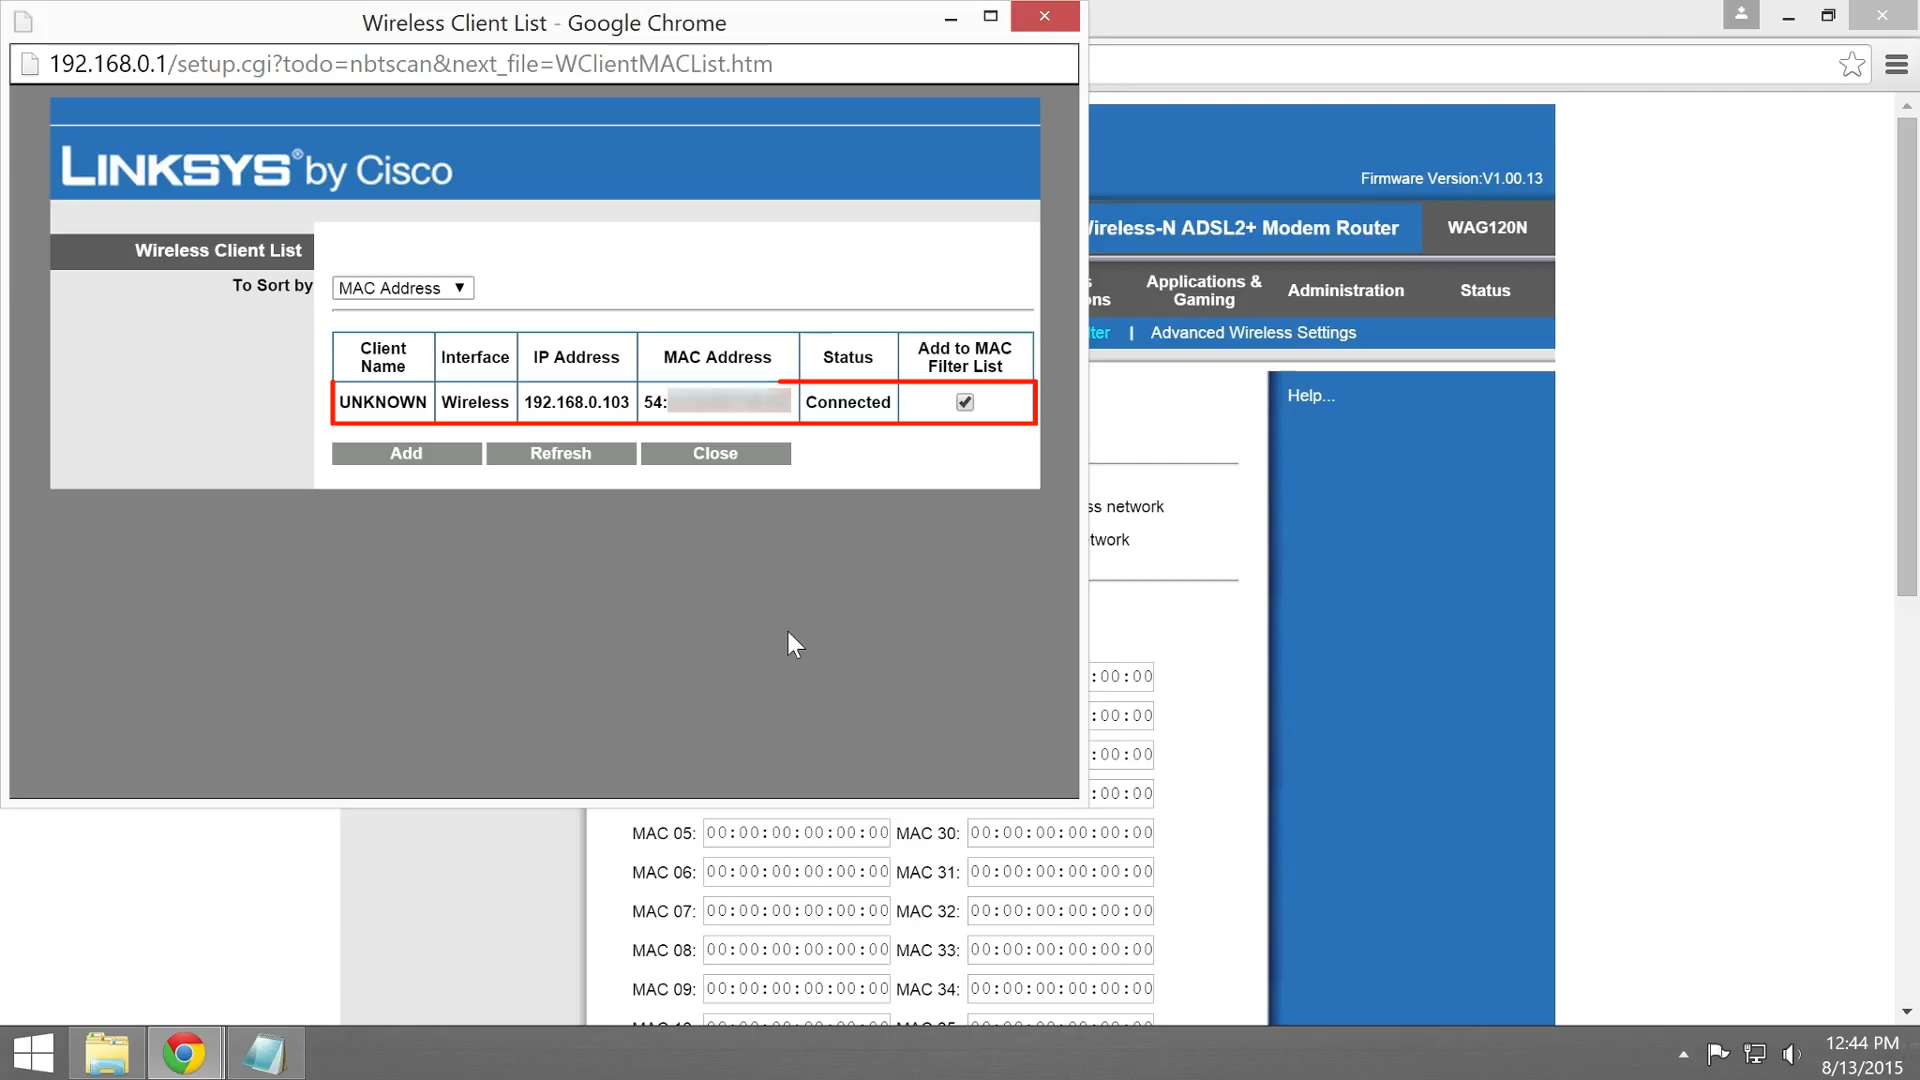 Wireless Client List - Google Chrome
192.168.0.1/setup.cgi?todo=nbtscan&next_file=WClientMACList.htm
LINKSYS® by Cisco
Firmware Version:V1.00.13
Wireless-N ADSL2+ Modem Router
WAG120N
Applications &
Gaming
Administration
Status
ons
ter | Advanced Wireless Settings
Help...
Wireless Client List
To Sort by
MAC Address ▼
Client Name Interface IP Address MAC Address Status Add to MAC Filter List
UNKNOWN Wireless 192.168.0.103 54: Connected
Add Refresh Close
ss network
twork
:00:00
:00:00
:00:00
:00:00
MAC 05: 00:00:00:00:00:00 MAC 30: 00:00:00:00:00:00
MAC 06: 00:00:00:00:00:00 MAC 31: 00:00:00:00:00:00
MAC 07: 00:00:00:00:00:00 MAC 32: 00:00:00:00:00:00
MAC 08: 00:00:00:00:00:00 MAC 33: 00:00:00:00:00:00
MAC 09: 00:00:00:00:00:00 MAC 34: 00:00:00:00:00:00
12:44 PM
8/13/2015